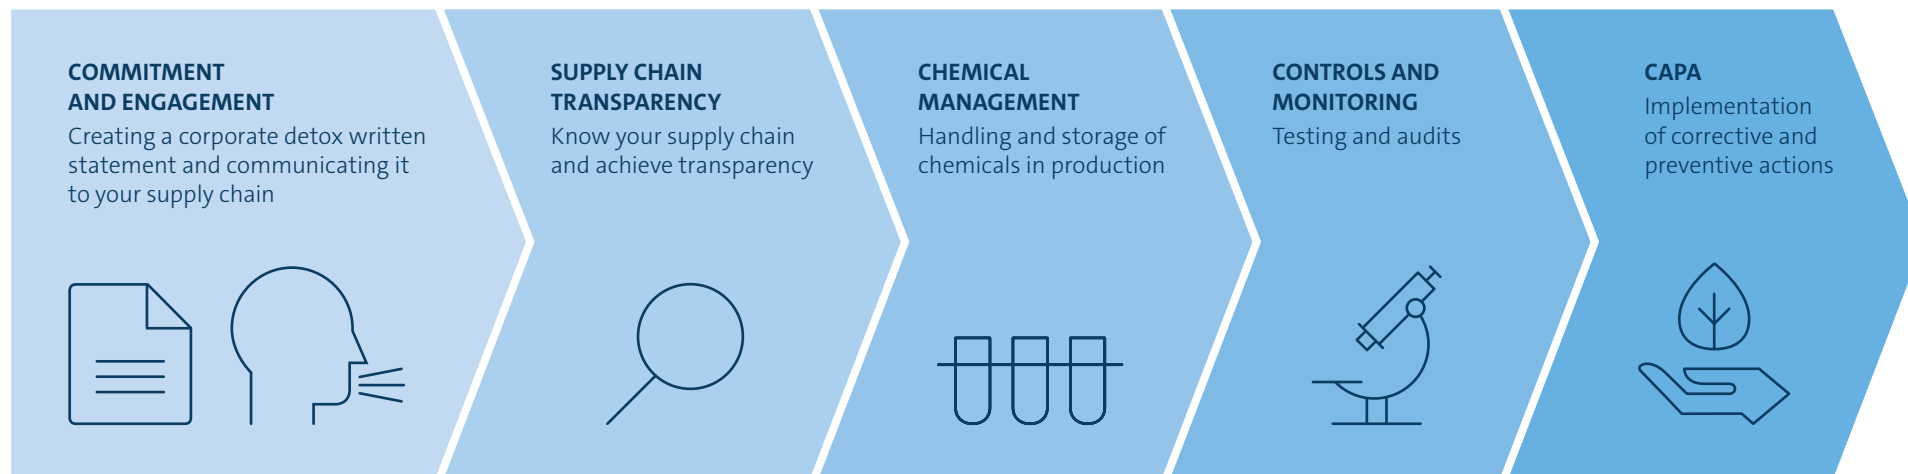 COMMITMENT
AND ENGAGEMENT
Creating a corporate detox written
statement and communicating it
to your supply chain
SUPPLY CHAIN
TRANSPARENCY
Know your supply chain
and achieve transparency
CHEMICAL
MANAGEMENT
Handling and storage of
chemicals in production
CONTROLS AND
MONITORING
Testing and audits
CAPA
Implementation
of corrective and
preventive actions